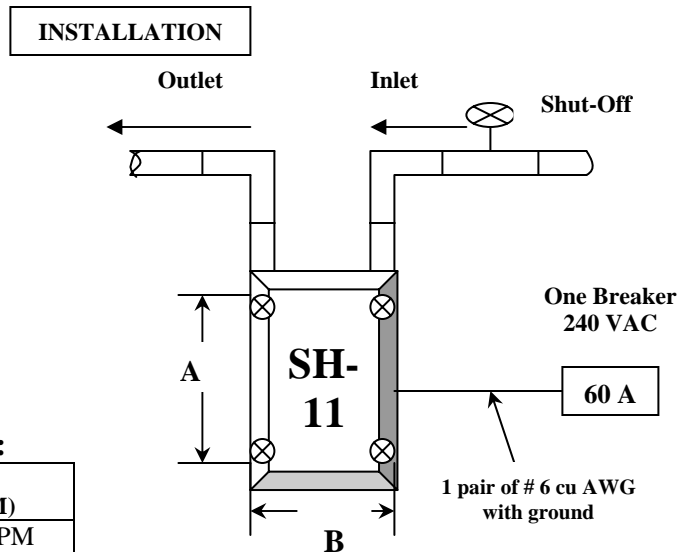 INSTALLATION
Outlet
Inlet
Shut-Off
One Breaker
240 VAC
A
SH-
11
60 A
:
M)
PM
1 pair of # 6 cu AWG
with ground
B